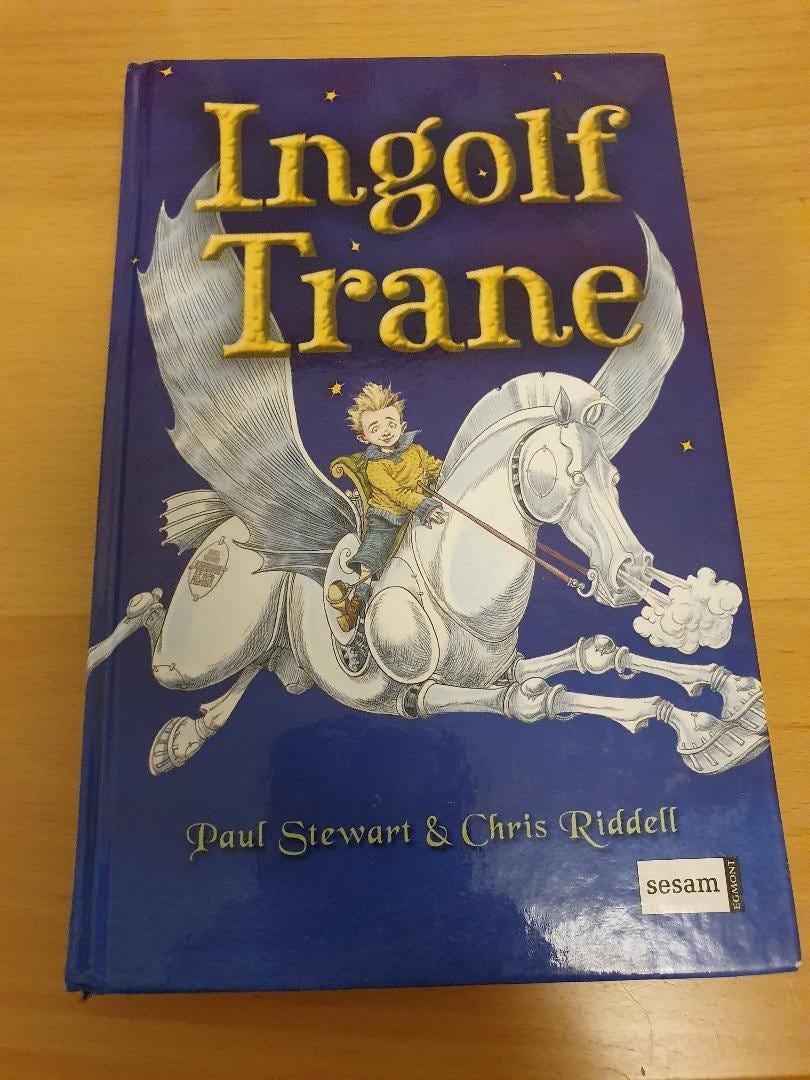 Ingolf
Trane
Paul Stewart & Chris Riddell
sesam
EGMONT